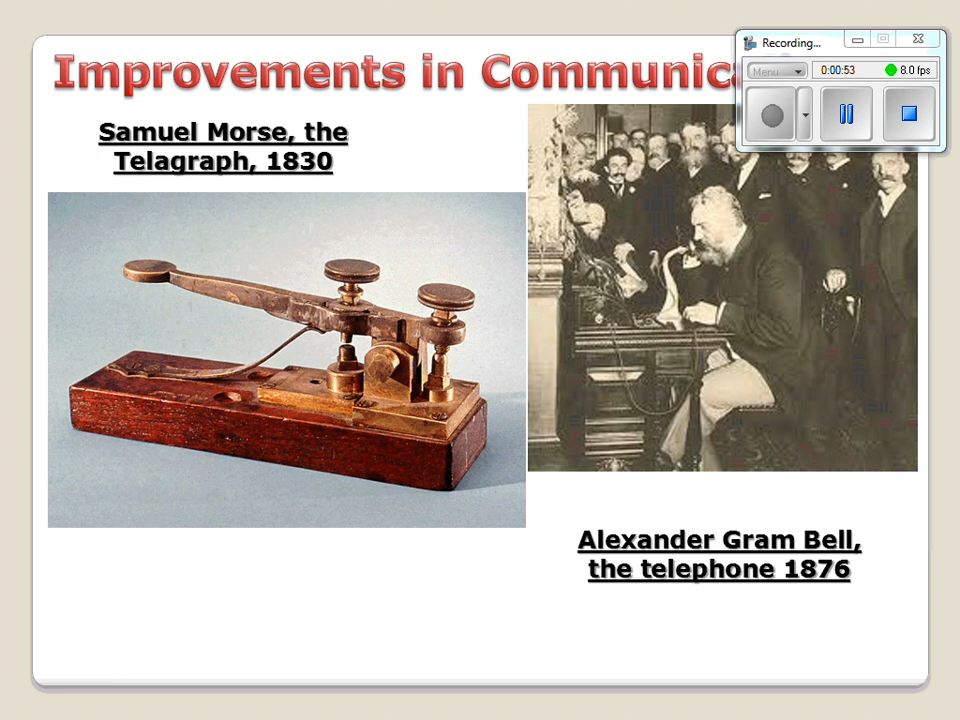 Improvements in Communica
Recording...
Menu
0:00:53
8.0 fps
Samuel Morse, the
Telagraph, 1830
Alexander Gram Bell,
the telephone 1876